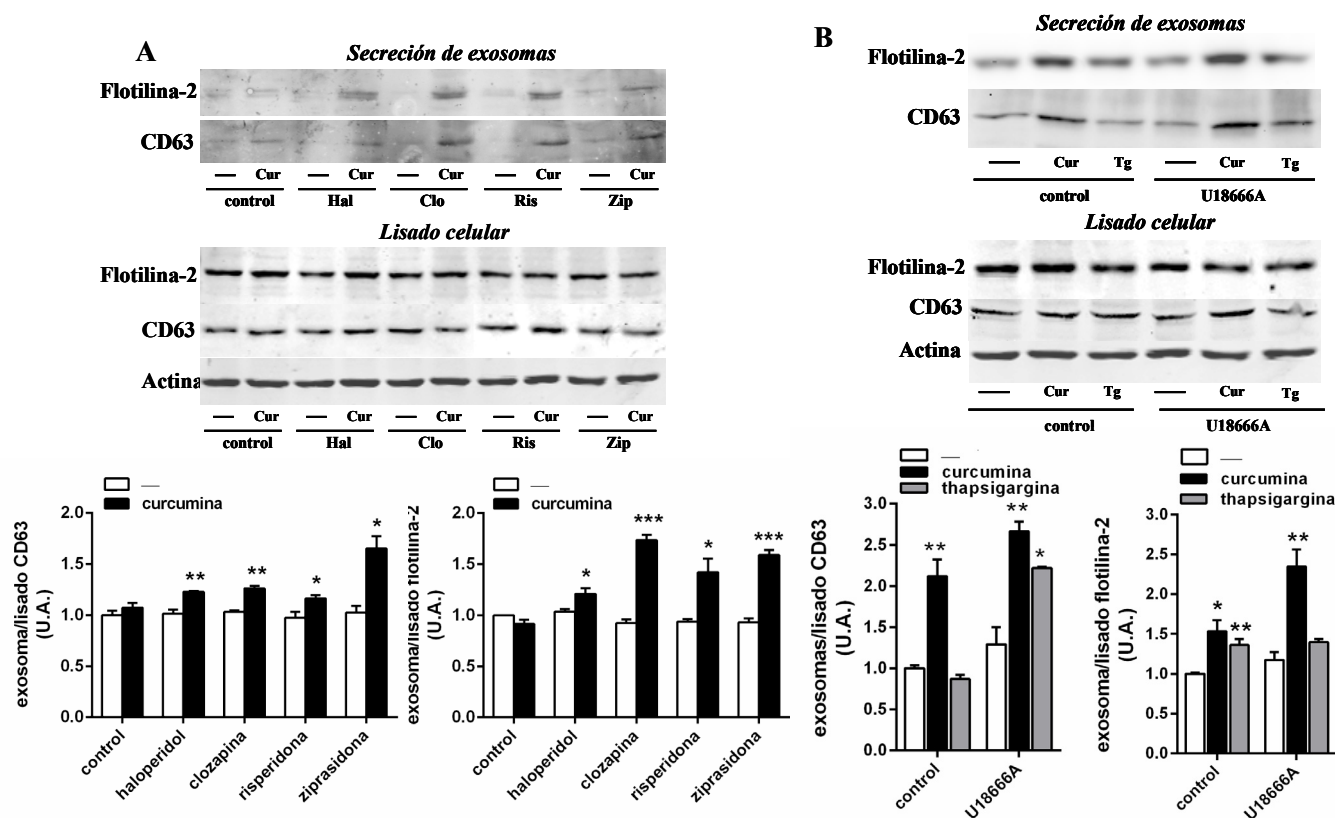 A
Secreción de exosomas
Flotilina-2
CD63
— Cur — Cur — Cur — Cur — Cur
control Hal Clo Ris Zip
Lisado celular
Flotilina-2
CD63
Actina
— Cur — Cur — Cur — Cur — Cur
control Hal Clo Ris Zip
B
Secreción de exosomas
Flotilina-2
CD63
— Cur Tg — Cur Tg
control U18666A
Lisado celular
Flotilina-2
CD63
Actina
— Cur Tg — Cur Tg
control U18666A
—
curcumina
exosoma/lisado CD63
(U.A.)
2.0
1.5
1.0
0.5
0.0
** ** * *
control haloperidol clozapina risperidona ziprasidona
—
curcumina
exosoma/lisado flotilina-2
(U.A.)
2.0
1.5
1.0
0.5
0.0
* *** * ***
control haloperidol clozapina risperidona ziprasidona
—
curcumina
thapsigargina
exosomas/lisado CD63
(U.A.)
3.0
2.5
2.0
1.5
1.0
0.5
0.0
** ** *
control U18666A
—
curcumina
thapsigargina
exosoma/lisado flotilina-2
(U.A.)
3.0
2.5
2.0
1.5
1.0
0.5
0.0
* ** **
control U18666A